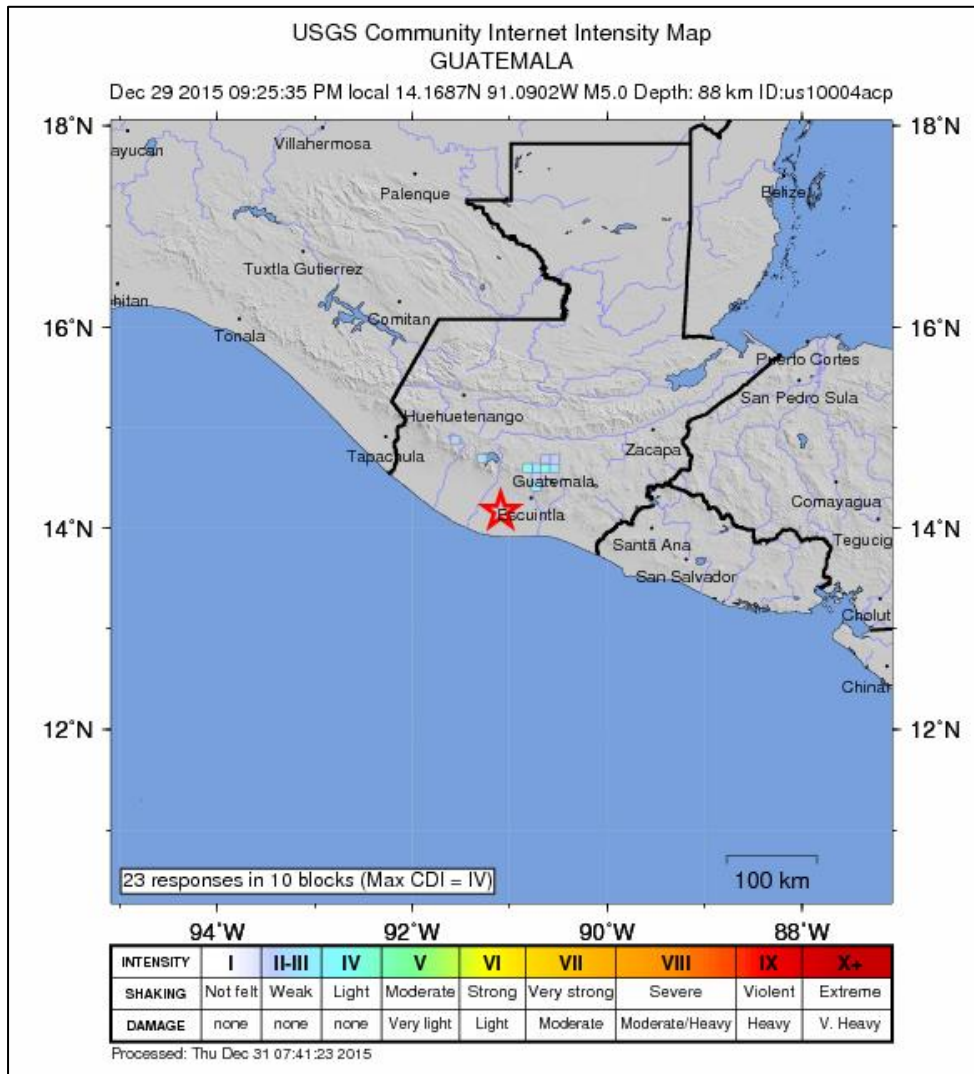 USGS Community Internet Intensity Map
GUATEMALA
Dec 29 2015 09:25:35 PM local 14.1687N 91.0902W M5.0 Depth: 88 km ID:us10004acp
18˚N 18˚N
ayucan
Villahermosa
Palenque
Belize
Tuxtla Gutierrez
Comitan
16˚N 16˚N
Tonala
Puerto Cortes
San Pedro Sula
Huehuetenango
Tapachula
Zacapa
Guatemala
Comayagua
14˚N 14˚N
Escuintla
Santa Ana
Tegucig
San Salvador
Cholut
Chinan
12˚N 12˚N
23 responses in 10 blocks (Max CDI = IV)
100 km
94˚W 92˚W 90˚W 88˚W
INTENSITY I II-III IV V VI VII VIII IX X+
SHAKING Not felt Weak Light Moderate Strong Very strong Severe Violent Extreme
DAMAGE none none none Very light Light Moderate Moderate/Heavy Heavy V. Heavy
Processed: Thu Dec 31 07:41:23 2015